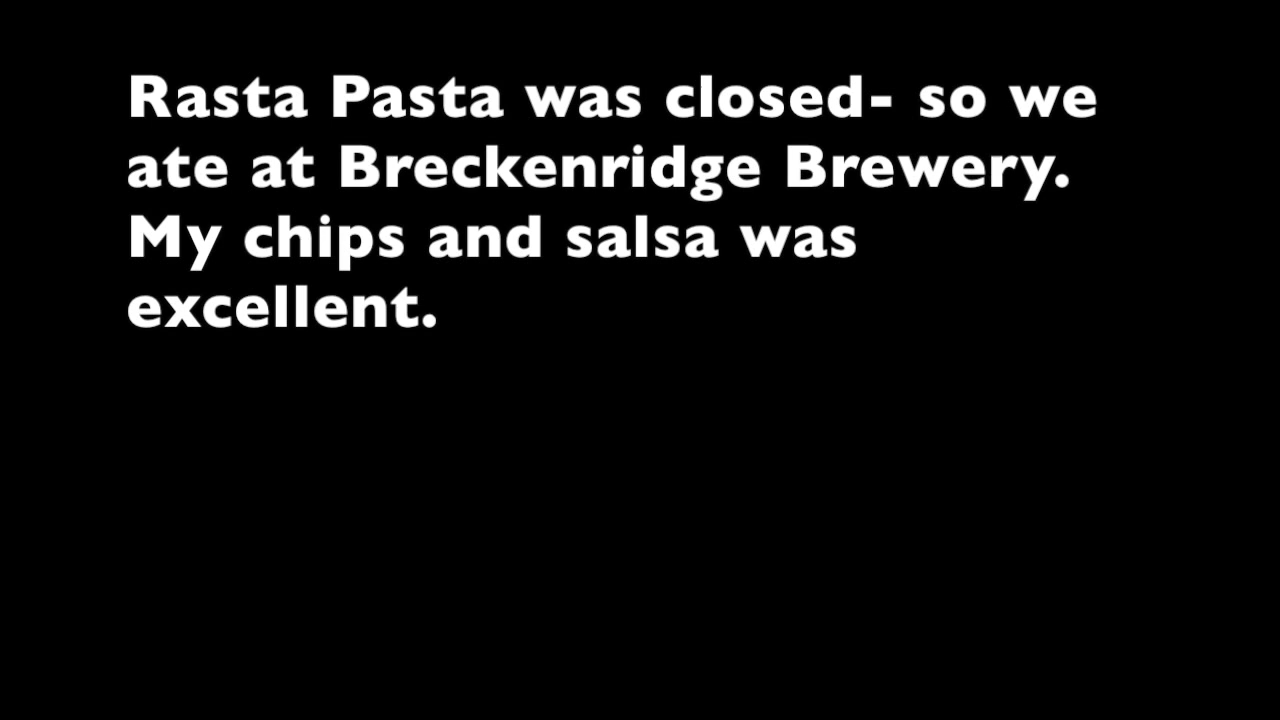 Rasta Pasta was closed- so we
ate at Breckenridge Brewery.
My chips and salsa was
excellent.